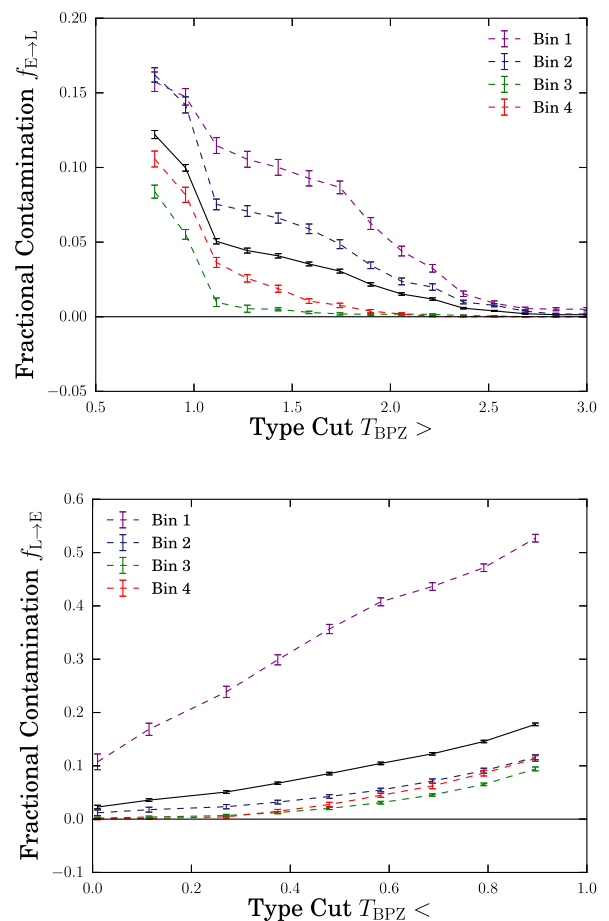 Fractional Contamination f_E→L
0.20
0.15
0.10
0.05
0.00
−0.05
Bin 1
Bin 2
Bin 3
Bin 4
0.5 1.0 1.5 2.0 2.5 3.0
Type Cut T_BPZ >
Fractional Contamination f_L→E
0.6
0.5
0.4
0.3
0.2
0.1
0.0
−0.1
Bin 1
Bin 2
Bin 3
Bin 4
0.0 0.2 0.4 0.6 0.8 1.0
Type Cut T_BPZ <